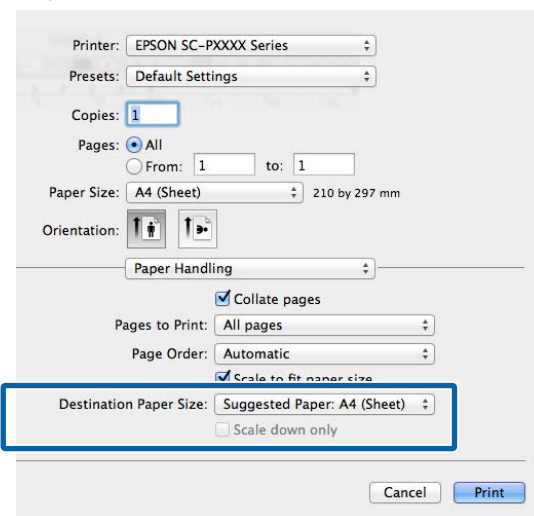 Printer: EPSON SC-PXXXX Series
Presets: Default Settings
Copies: 1
Pages: All
From: 1 to: 1
Paper Size: A4 (Sheet) 210 by 297 mm
Orientation:
Paper Handling
Collate pages
Pages to Print: All pages
Page Order: Automatic
Scale to fit paper size
Destination Paper Size: Suggested Paper: A4 (Sheet)
Scale down only
Cancel Print